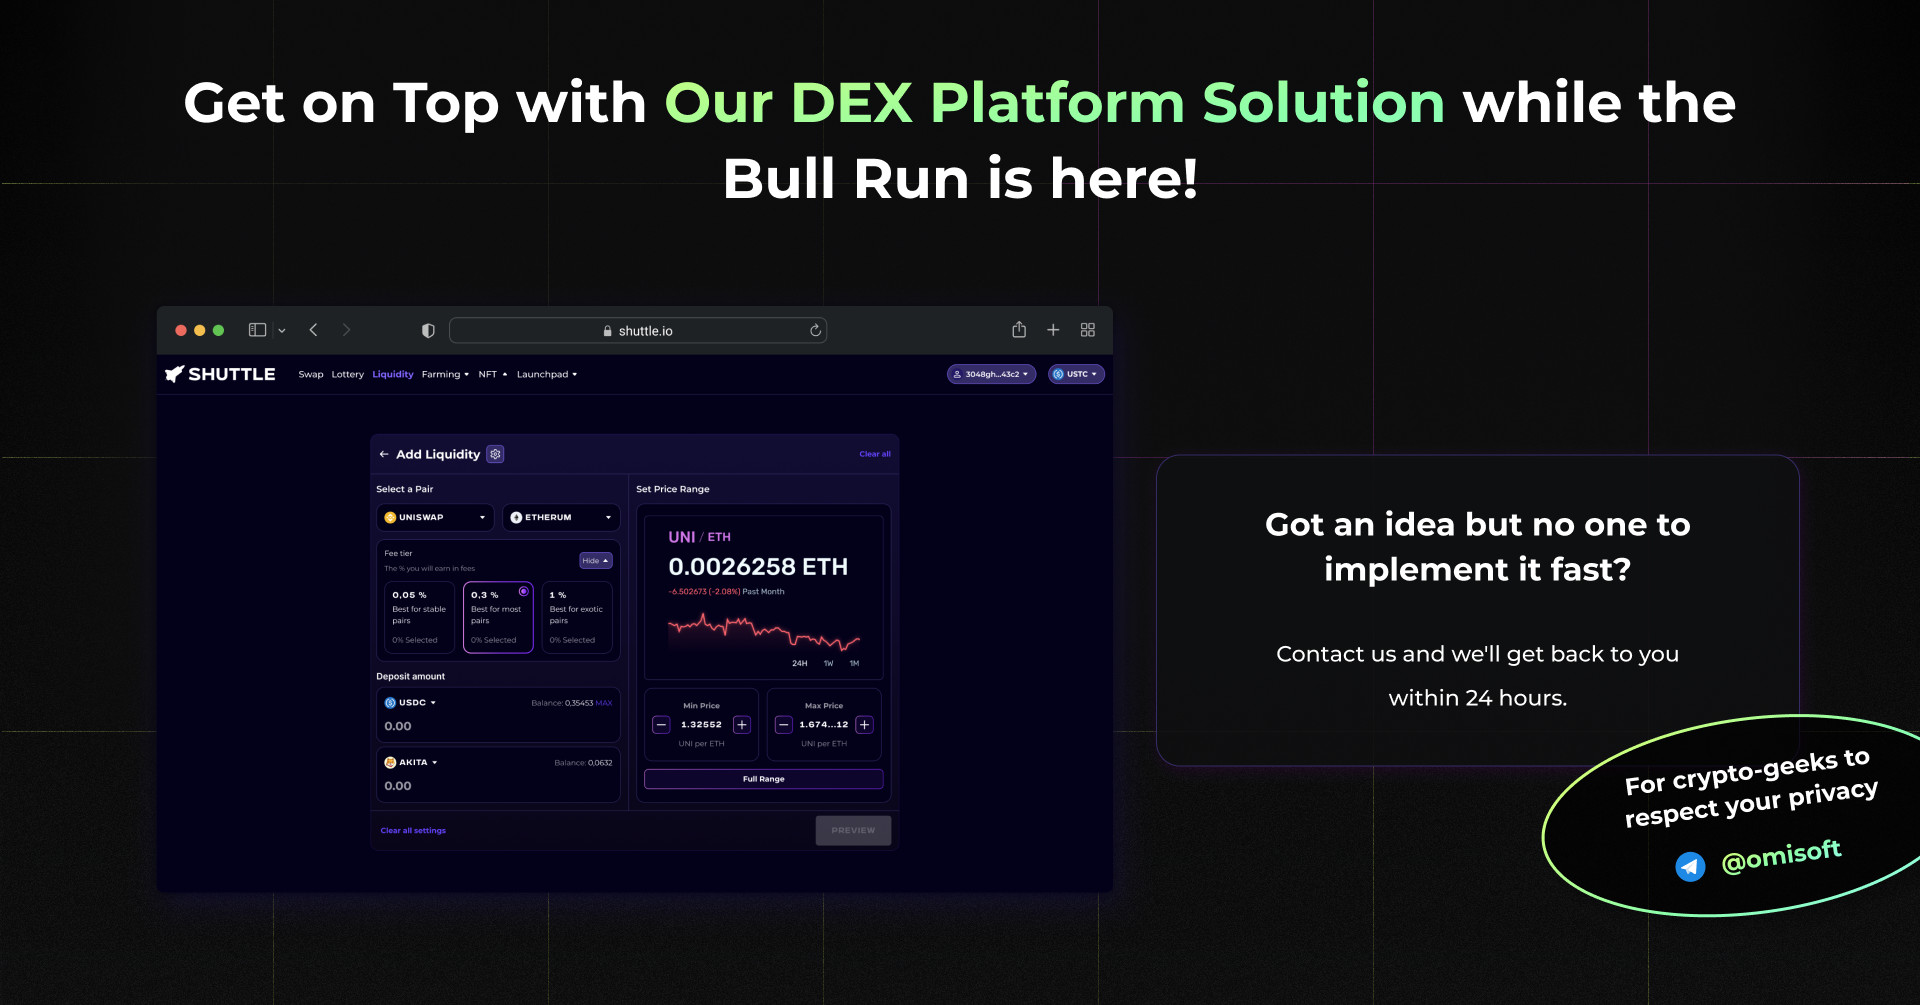 Get on Top with Our DEX Platform Solution while the
Bull Run is here!
shuttle.io
SHUTTLE
Swap Lottery Liquidity Farming NFT Launchpad
3048gh...43c2
USTC
Add Liquidity
Clear all
Select a Pair
UNISWAP
ETHERUM
Fee tier
The % you will earn in fees
Hide
0,05 %
Best for stable
pairs
0% Selected
0,3 %
Best for most
pairs
0% Selected
1 %
Best for exotic
pairs
0% Selected
Deposit amount
USDC
Balance: 0,35453 MAX
0.00
AKITA
Balance: 0,0632
0.00
Set Price Range
UNI / ETH
0.0026258 ETH
-6.502673 (-2.08%) Past Month
24H 1W 1M
Min Price
1.32552
UNI per ETH
Max Price
1.674...12
UNI per ETH
Full Range
Clear all settings
PREVIEW
Got an idea but no one to
implement it fast?
Contact us and we'll get back to you
within 24 hours.
For crypto-geeks to
respect your privacy
@omisoft